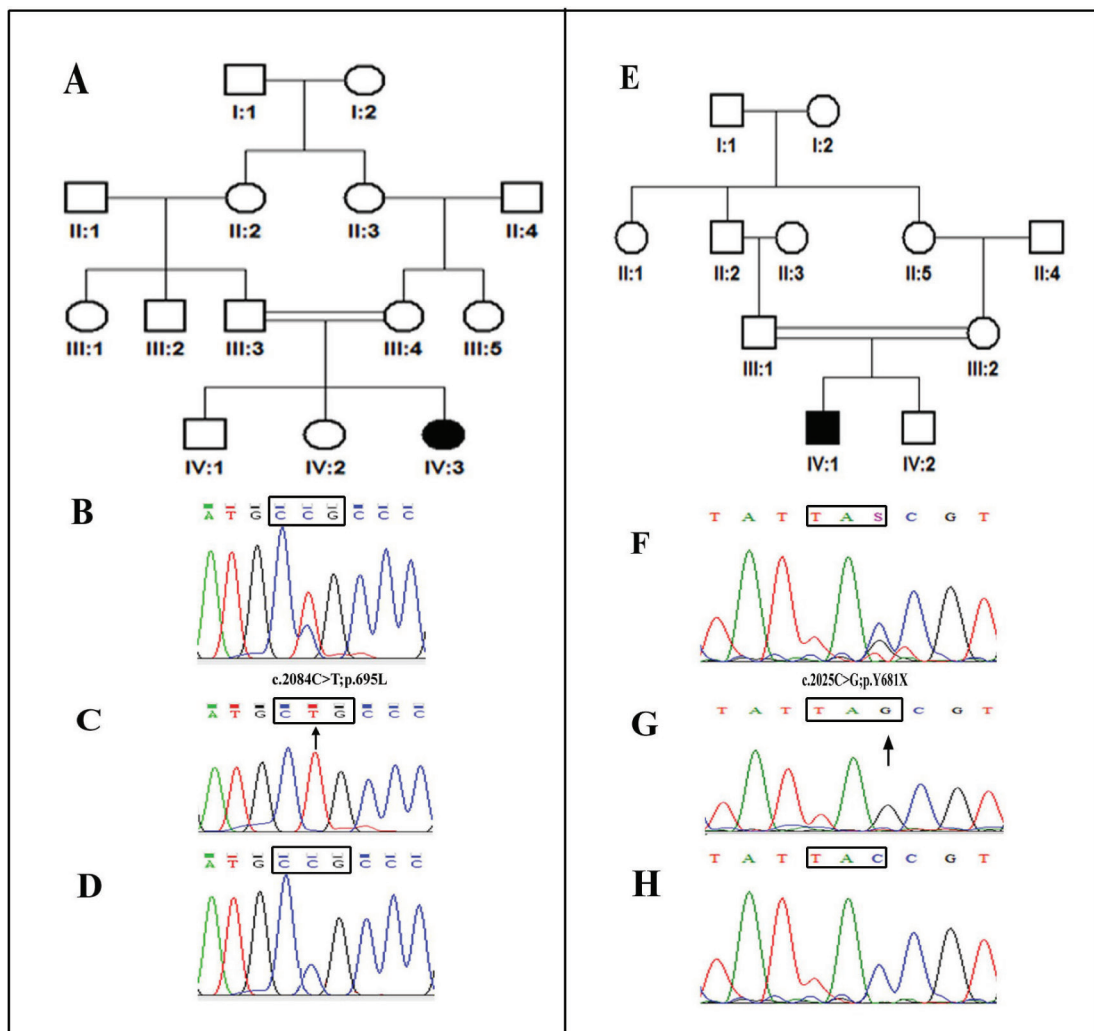 A
I:1 I:2
II:1 II:2 II:3 II:4
III:1 III:2 III:3 III:4 III:5
IV:1 IV:2 IV:3
B
A T G C C G C C C
c.2084C>T;p.695L
C
A T G C T G C C C
D
A T G C C G C C C
E
I:1 I:2
II:1 II:2 II:3 II:5 II:4
III:1 III:2
IV:1 IV:2
F
T A T T A S C G T
c.2025C>G;p.Y681X
G
T A T T A G C G T
H
T A T T A C C G T